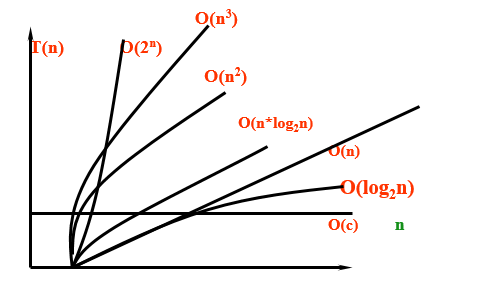 O(n³)
T(n)
O(2ⁿ)
O(n²)
O(n*log₂n)
O(n)
O(log₂n)
O(c)
n